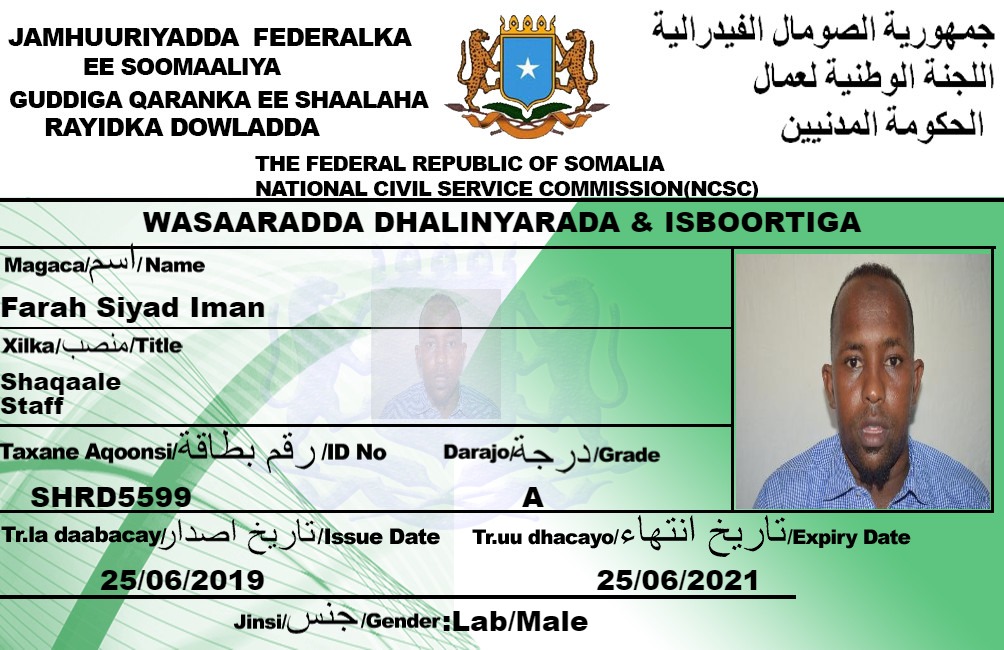 JAMHUURIYADDA FEDERALKA
EE SOOMAALIYA
GUDDIGA QARANKA EE SHAALAHA
RAYIDKA DOWLADDA
جمهورية الصومال الفيدرالية
اللجنة الوطنية لعمال
الحكومة المدنيين
THE FEDERAL REPUBLIC OF SOMALIA
NATIONAL CIVIL SERVICE COMMISSION(NCSC)
WASAARADDA DHALINYARADA & ISBOORTIGA
Magaca/اسم/Name
Farah Siyad Iman
Xilka/منصب/Title
Shaqaale
Staff
Taxane Aqoonsi/رقم بطاقة/ID No
Darajo/درجة/Grade
SHRD5599
A
Tr.la daabacay/تاريخ اصدار/Issue Date
Tr.uu dhacayo/تاريخ انتهاء/Expiry Date
25/06/2019
25/06/2021
Jinsi/جنس/Gender:Lab/Male